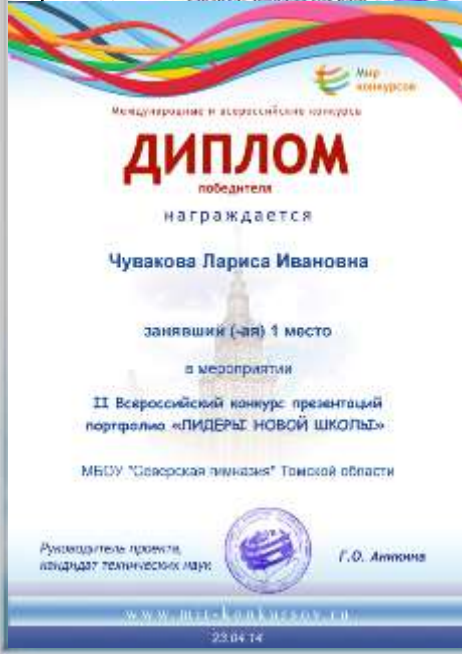 Мир
конкурсов
Международные и всероссийские конкурсы
ДИПЛОМ
победителя
награждается
Чувакова Лариса Ивановна
занявший (-ая) 1 место
в мероприятии
II Всероссийский конкурс презентаций
портфолио «ЛИДЕРЫ НОВОЙ ШКОЛЫ»
МБОУ "Северская гимназия" Томской области
Руководитель проекта,
кандидат технических наук
Г.О. Аникина
www.mir-konkursov.ru
23 04 14